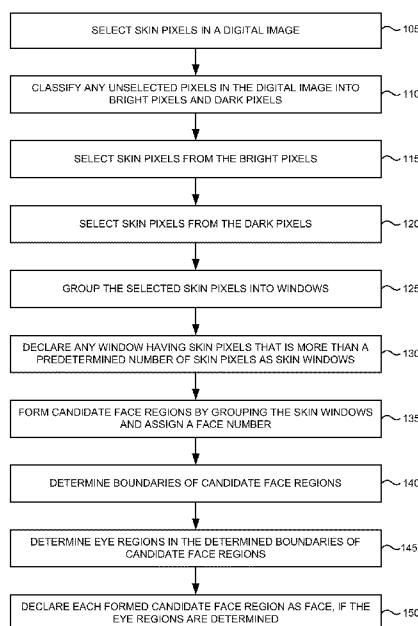 SELECT SKIN PIXELS IN A DIGITAL IMAGE
105
CLASSIFY ANY UNSELECTED PIXELS IN THE DIGITAL IMAGE INTO
BRIGHT PIXELS AND DARK PIXELS
110
SELECT SKIN PIXELS FROM THE BRIGHT PIXELS
115
SELECT SKIN PIXELS FROM THE DARK PIXELS
120
GROUP THE SELECTED SKIN PIXELS INTO WINDOWS
125
DECLARE ANY WINDOW HAVING SKIN PIXELS THAT IS MORE THAN A
PREDETERMINED NUMBER OF SKIN PIXELS AS SKIN WINDOWS
130
FORM CANDIDATE FACE REGIONS BY GROUPING THE SKIN WINDOWS
AND ASSIGN A FACE NUMBER
135
DETERMINE BOUNDARIES OF CANDIDATE FACE REGIONS
140
DETERMINE EYE REGIONS IN THE DETERMINED BOUNDARIES OF
CANDIDATE FACE REGIONS
145
DECLARE EACH FORMED CANDIDATE FACE REGION AS FACE, IF THE
EYE REGIONS ARE DETERMINED
150